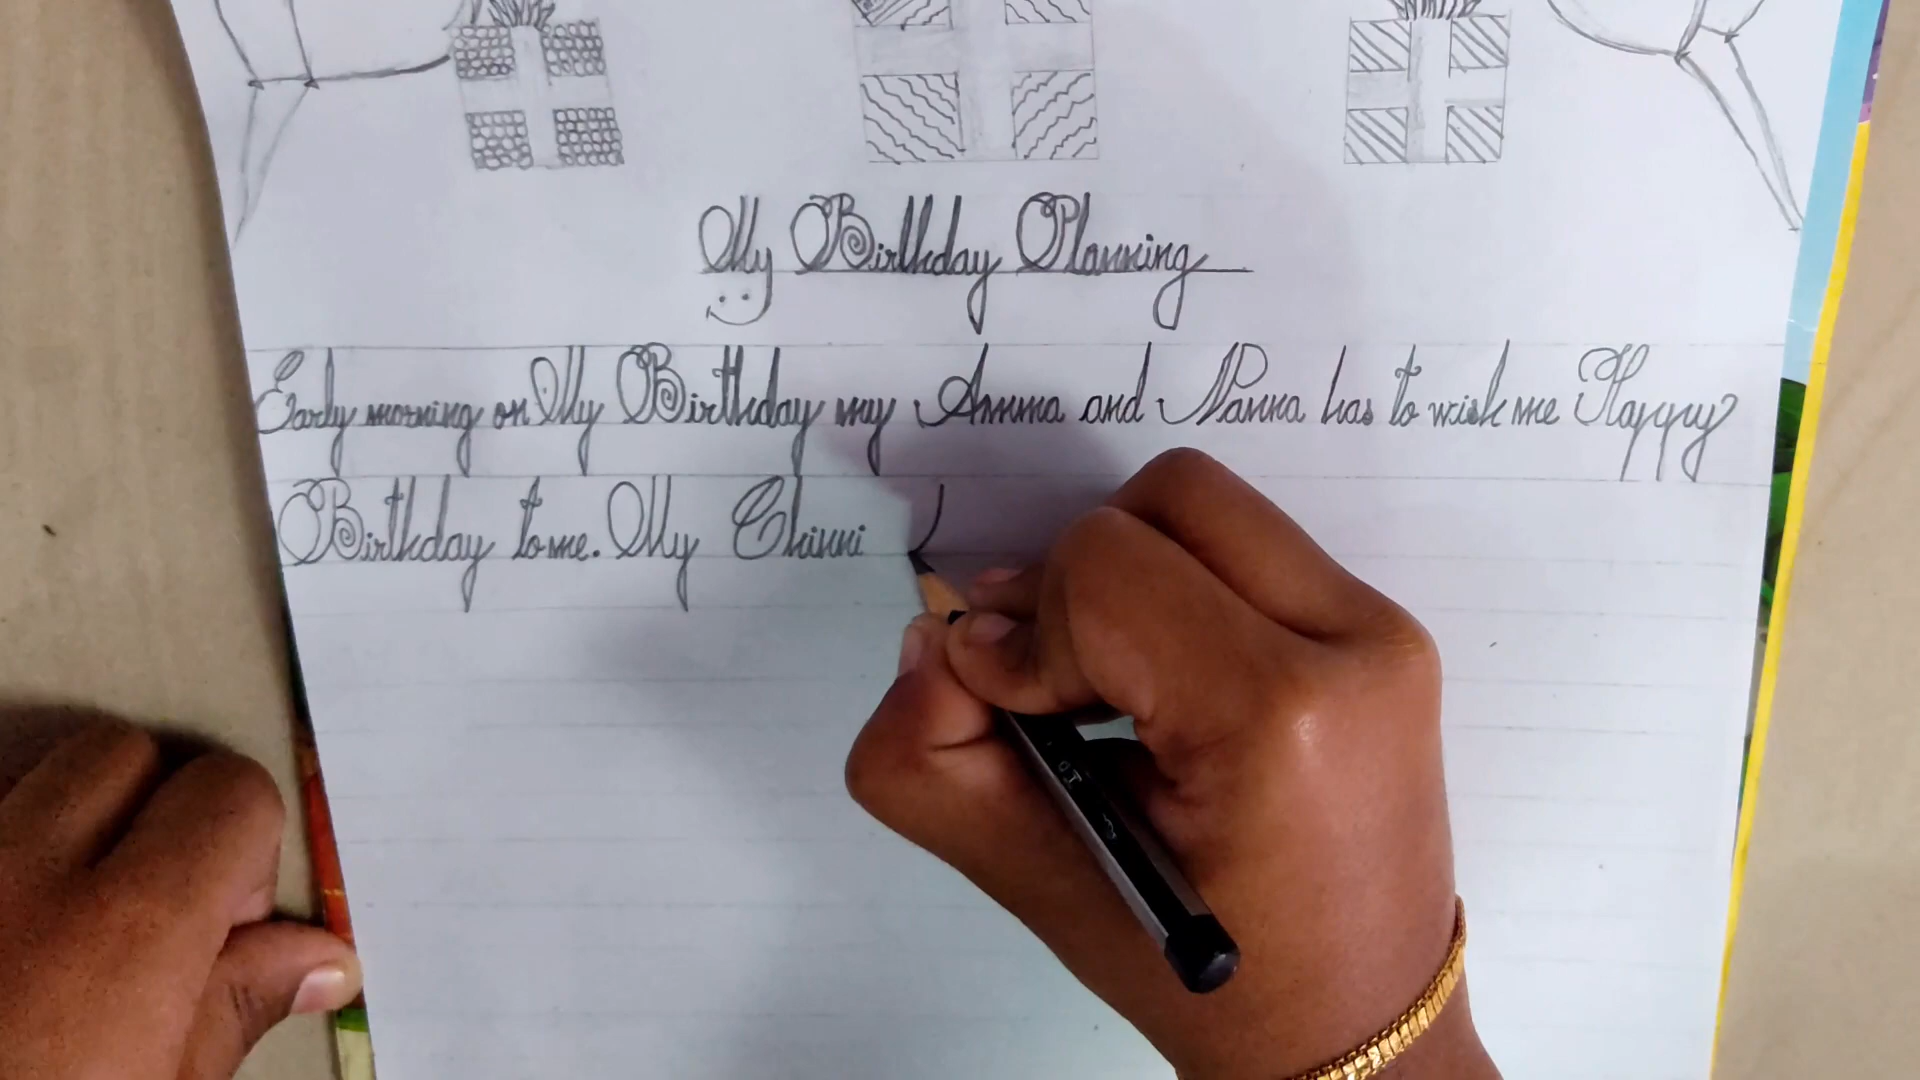 My Birthday Planning
Early morning on My Birthday my Amma and Nanna has to wish me Happy
Birthday to me. My Chinni